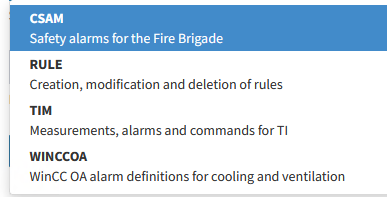 CSAM
Safety alarms for the Fire Brigade
RULE
Creation, modification and deletion of rules
TIM
Measurements, alarms and commands for TI
WINCCOA
WinCC OA alarm definitions for cooling and ventilation